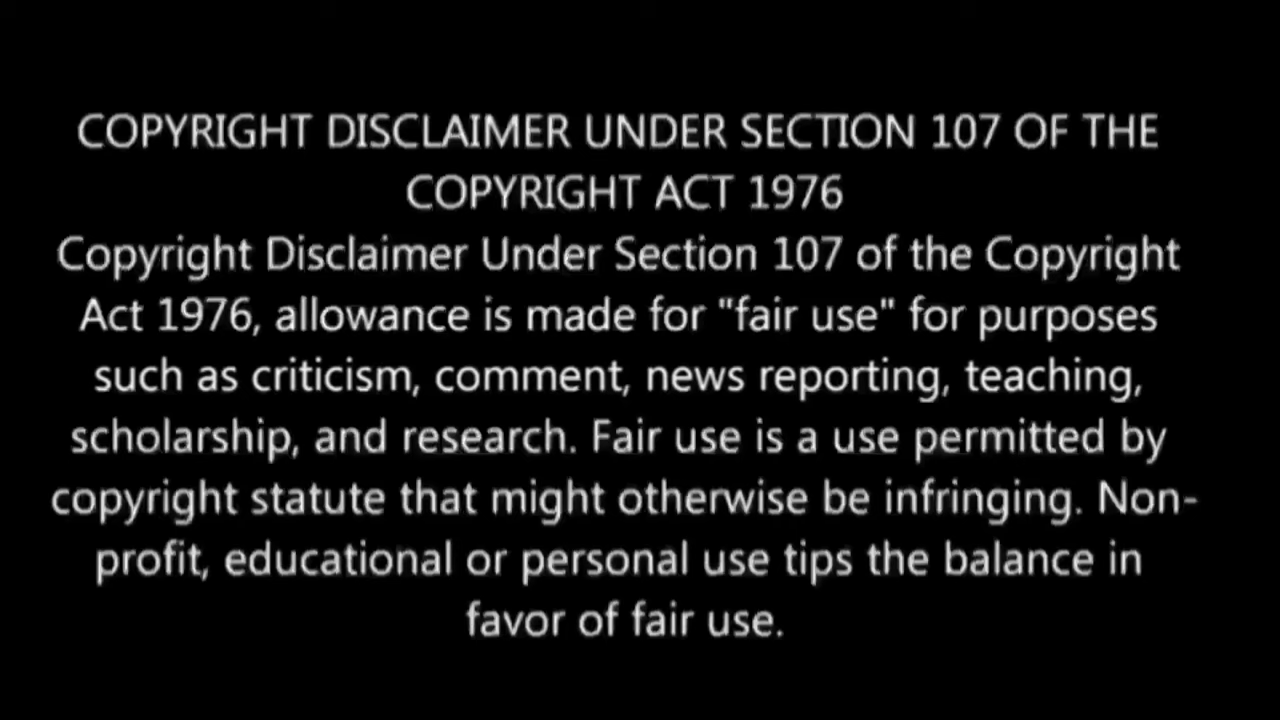 COPYRIGHT DISCLAIMER UNDER SECTION 107 OF THE
COPYRIGHT ACT 1976
Copyright Disclaimer Under Section 107 of the Copyright
Act 1976, allowance is made for "fair use" for purposes
such as criticism, comment, news reporting, teaching,
scholarship, and research. Fair use is a use permitted by
copyright statute that might otherwise be infringing. Non-
profit, educational or personal use tips the balance in
favor of fair use.